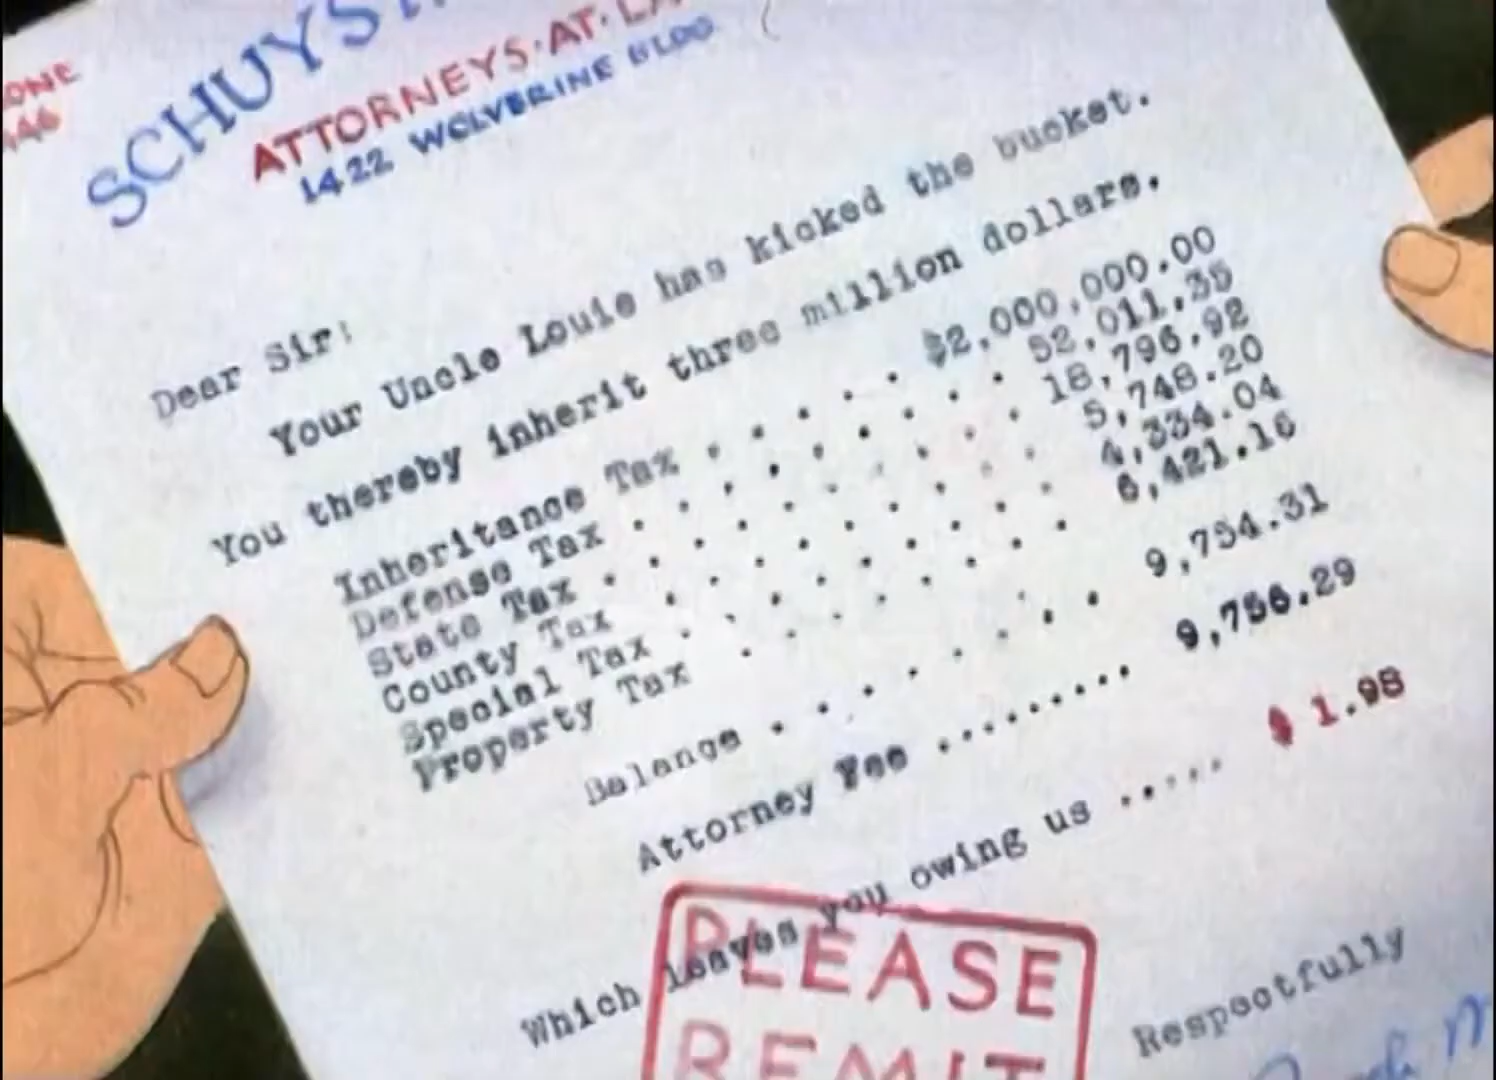 ONE
446
SCHUYS
ATTORNEYS·AT·LA
1422 WOLVERINE BLDG
Dear Sir:
Your Uncle Louie has kicked the bucket.
You thereby inherit three million dollars.
Inheritance Tax . . . . . $2,000,000.00
Defense Tax . . . . . . . . . 52,011.35
State Tax . . . . . . . . . . 18,796.92
County Tax . . . . . . . . . 5,748.20
Special Tax . . . . . . . . . 4,334.04
Property Tax . . . . . . . . 6,421.16
Balance . . . . . . . . 9,754.31
Attorney Fee ......... 9,756.29
Which leaves you owing us ..... $ 1.98
PLEASE
REMIT
Respectfully